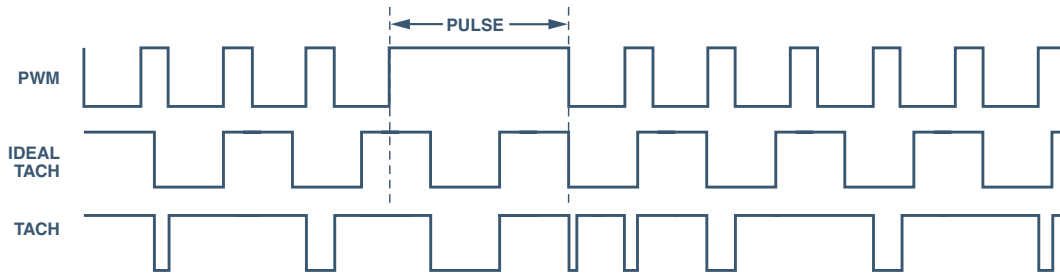 PULSE
PWM
IDEAL
TACH
TACH